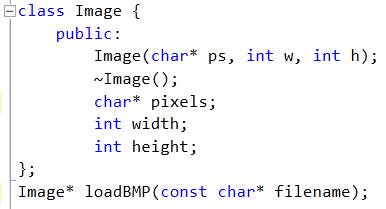 class Image {
    public:
        Image(char* ps, int w, int h);
        ~Image();
        char* pixels;
        int width;
        int height;
};
Image* loadBMP(const char* filename);